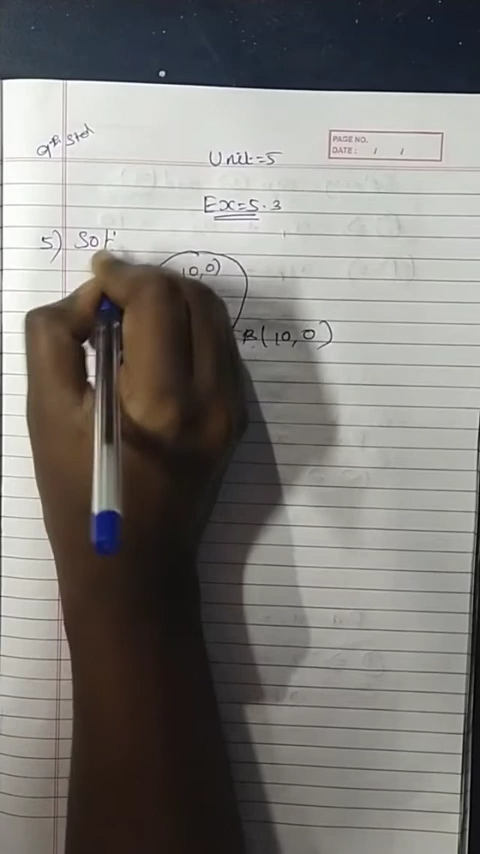 9th Std
Unit=5
PAGE NO.
DATE: / /
Ex=5.3
5) Sol:
(0,0)
B(10,0)